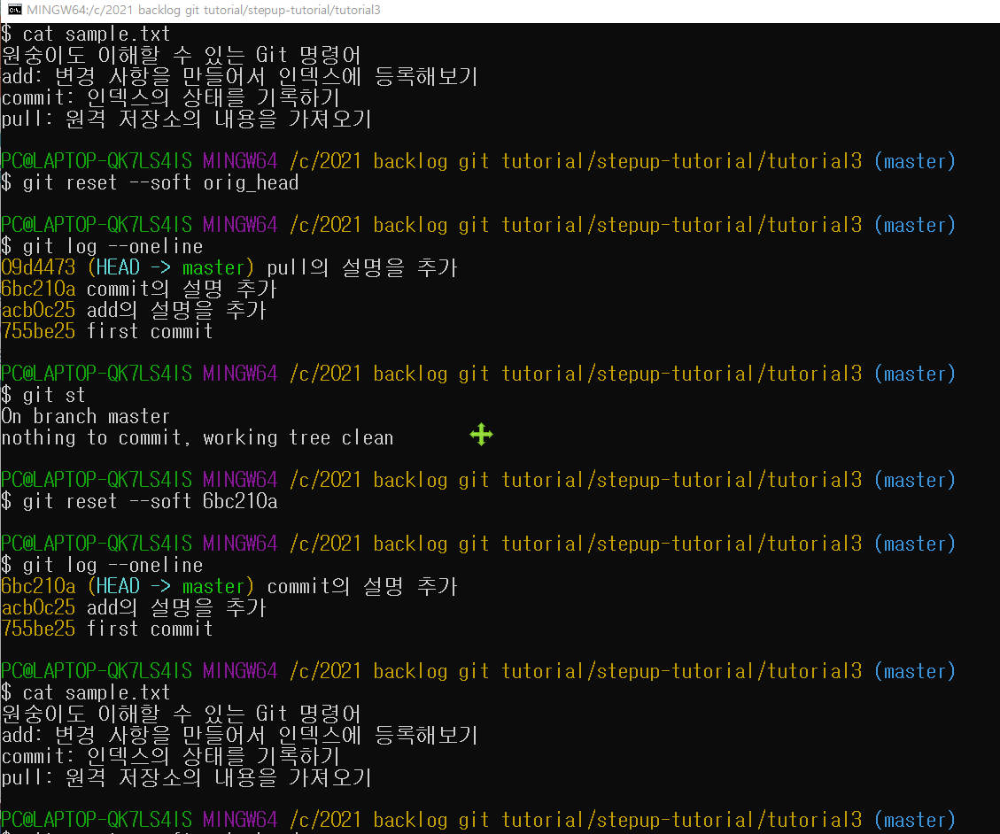 MINGW64:/c/2021 backlog git tutorial/stepup-tutorial/tutorial3
$ cat sample.txt
원숭이도 이해할 수 있는 Git 명령어
add: 변경 사항을 만들어서 인덱스에 등록해보기
commit: 인덱스의 상태를 기록하기
pull: 원격 저장소의 내용을 가져오기
PC@LAPTOP-QK7LS4IS MINGW64 /c/2021 backlog git tutorial/stepup-tutorial/tutorial3 (master)
$ git reset --soft orig_head
PC@LAPTOP-QK7LS4IS MINGW64 /c/2021 backlog git tutorial/stepup-tutorial/tutorial3 (master)
$ git log --oneline
09d4473 (HEAD -> master) pull의 설명을 추가
6bc210a commit의 설명 추가
acb0c25 add의 설명을 추가
755be25 first commit
PC@LAPTOP-QK7LS4IS MINGW64 /c/2021 backlog git tutorial/stepup-tutorial/tutorial3 (master)
$ git st
On branch master
nothing to commit, working tree clean
PC@LAPTOP-QK7LS4IS MINGW64 /c/2021 backlog git tutorial/stepup-tutorial/tutorial3 (master)
$ git reset --soft 6bc210a
PC@LAPTOP-QK7LS4IS MINGW64 /c/2021 backlog git tutorial/stepup-tutorial/tutorial3 (master)
$ git log --oneline
6bc210a (HEAD -> master) commit의 설명 추가
acb0c25 add의 설명을 추가
755be25 first commit
PC@LAPTOP-QK7LS4IS MINGW64 /c/2021 backlog git tutorial/stepup-tutorial/tutorial3 (master)
$ cat sample.txt
원숭이도 이해할 수 있는 Git 명령어
add: 변경 사항을 만들어서 인덱스에 등록해보기
commit: 인덱스의 상태를 기록하기
pull: 원격 저장소의 내용을 가져오기
PC@LAPTOP-QK7LS4IS MINGW64 /c/2021 backlog git tutorial/stepup-tutorial/tutorial3 (master)